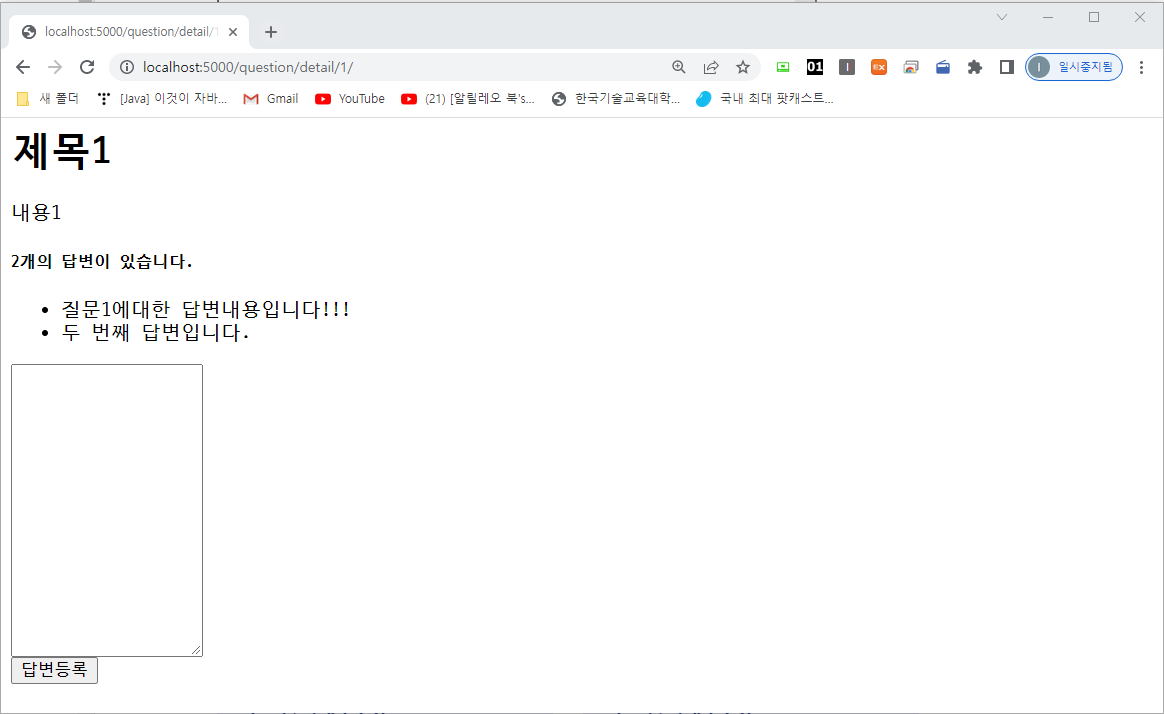 localhost:5000/question/detail/1
localhost:5000/question/detail/1/
일시중지됨
새 폴더
[Java] 이것이 자바...
Gmail
YouTube
(21) [알릴레오 북's...
한국기술교육대학...
국내 최대 팟캐스트...
제목1
내용1
2개의 답변이 있습니다.
질문1에대한 답변내용입니다!!!
두 번째 답변입니다.
답변등록